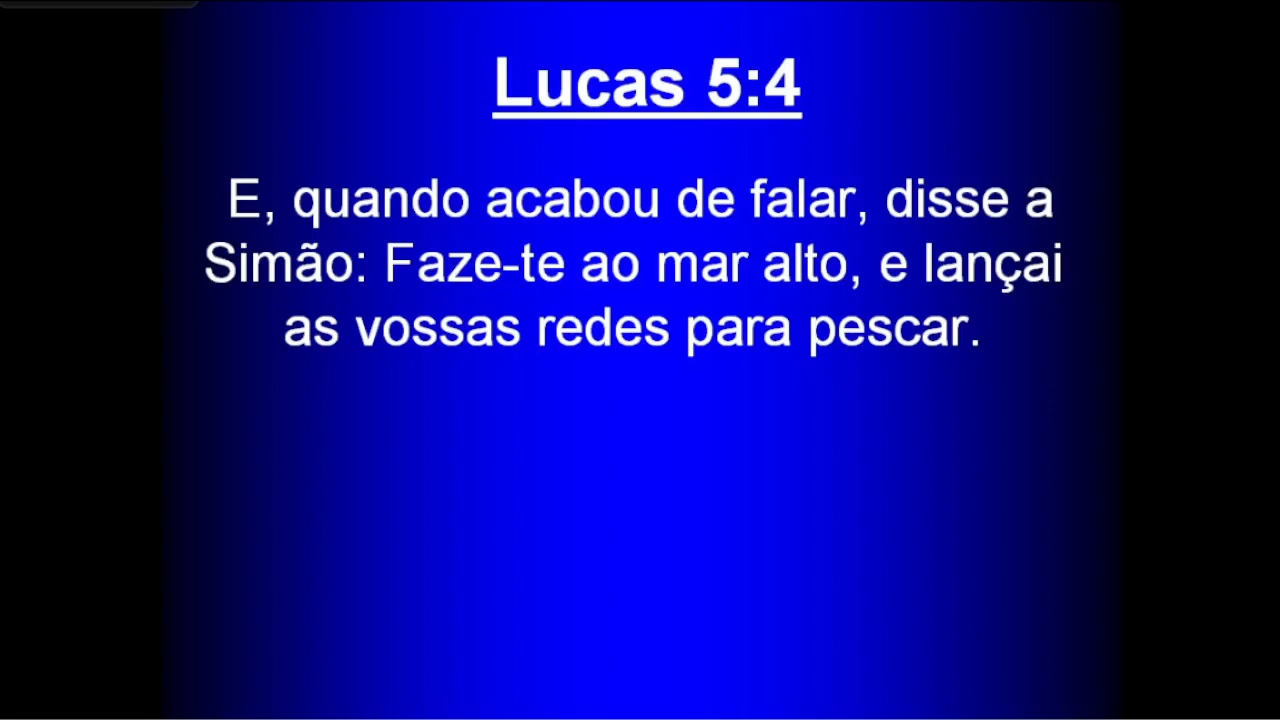 Lucas 5:4
E, quando acabou de falar, disse a
Simão: Faze-te ao mar alto, e lançai
as vossas redes para pescar.